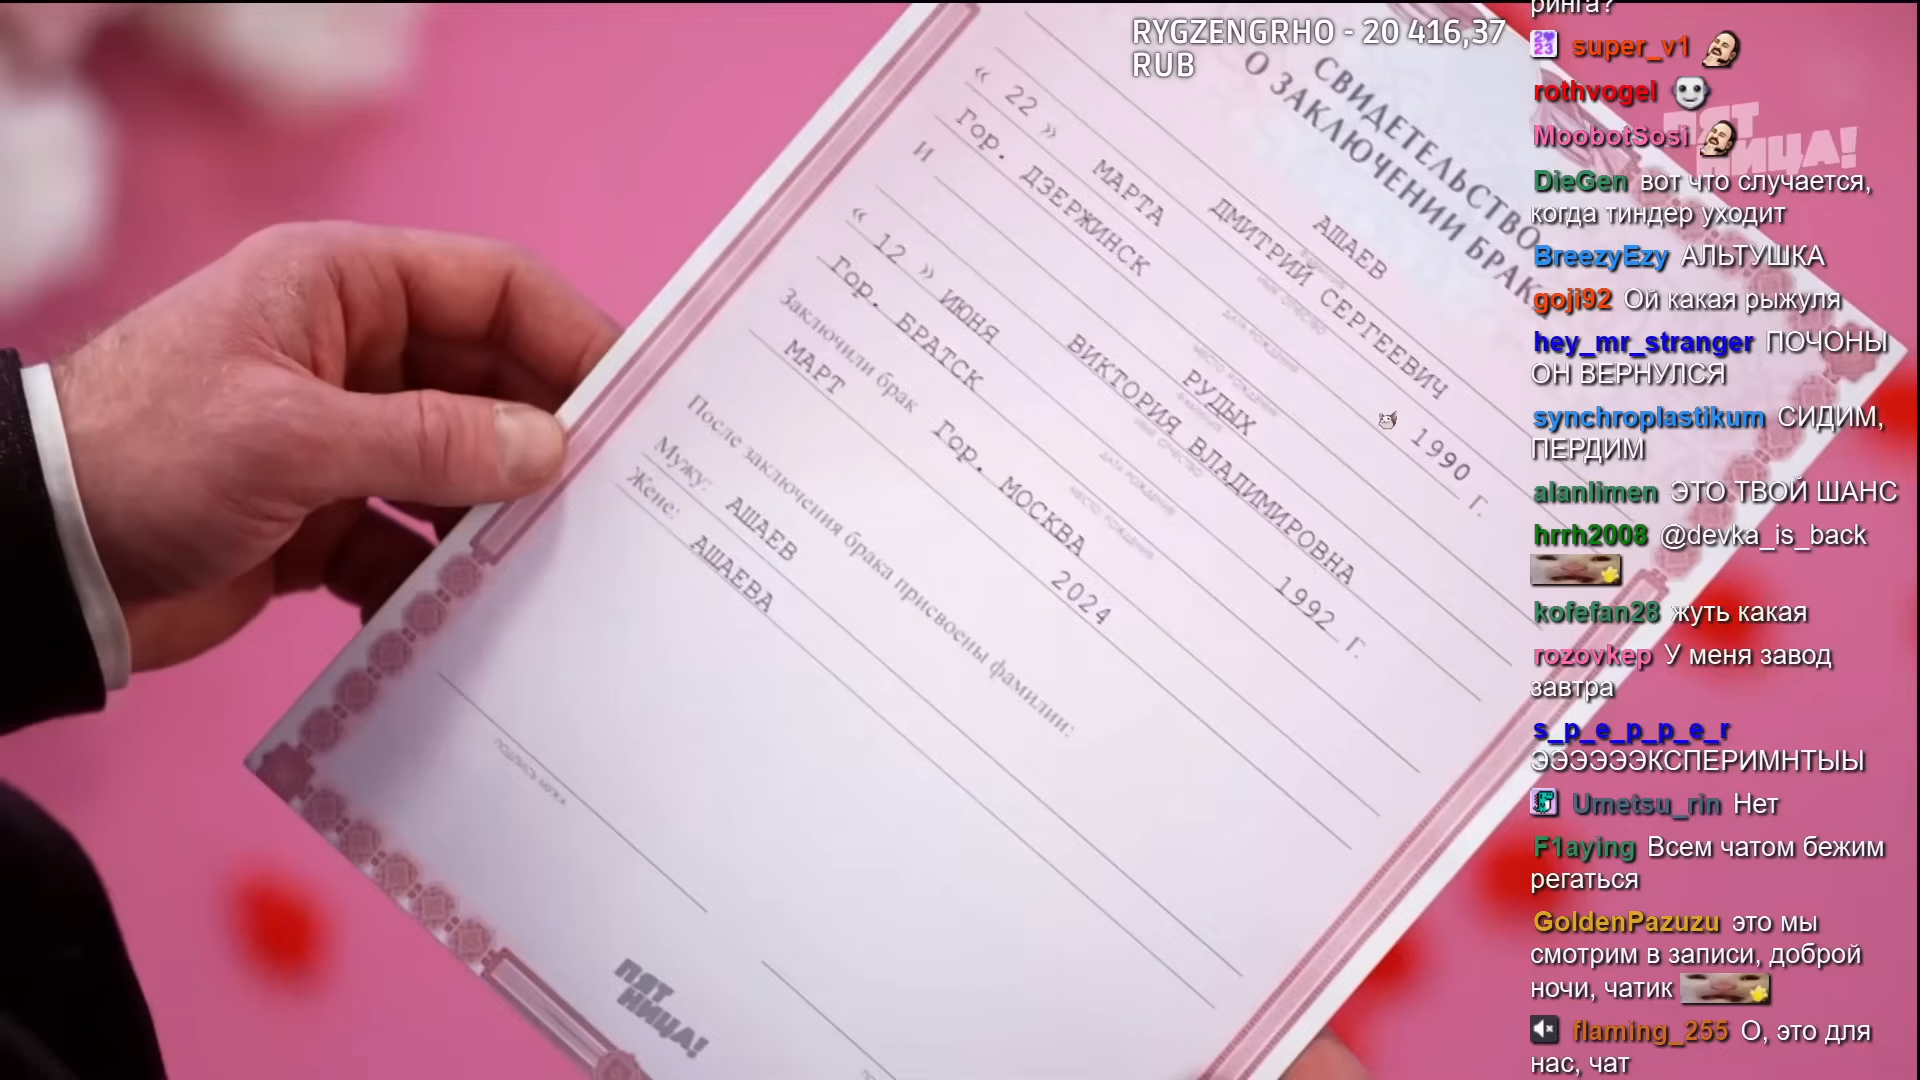 RYGZENGRHO - 20 416,37
RUB
СВИДЕТЕЛЬСТВО
О ЗАКЛЮЧЕНИИ БРАКА
АШАЕВ
ДМИТРИЙ СЕРГЕЕВИЧ
« 22 » МАРТА 1990 г.
Гор. ДЗЕРЖИНСК
И
РУДЫХ
ВИКТОРИЯ ВЛАДИМИРОВНА
« 12 » ИЮНЯ 1992 г.
Гор. БРАТСК
Заключили брак Гор. МОСКВА
МАРТ 2024
После заключения брака присвоены фамилии:
Мужу: АШАЕВ
Жене: АШАЕВА
ПОДПИСЬ МУЖА
ПЯТ
НИЦА!
ПЯТ
НИЦА!
ринга?
super_v1
rothvogel
MoobotSosi
DieGen вот что случается,
когда тиндер уходит
BreezyEzy АЛЬТУШКА
goji92 Ой какая рыжуля
hey_mr_stranger ПОЧОНЫ
ОН ВЕРНУЛСЯ
synchroplastikum СИДИМ,
ПЕРДИМ
alanlimen ЭТО ТВОЙ ШАНС
hrrh2008 @devka_is_back
kofefan28 жуть какая
rozovkep У меня завод
завтра
s_p_e_p_p_e_r
ЭЭЭЭЭЭКСПЕРИМНТЫЫ
Umetsu_rin Нет
F1aying Всем чатом бежим
регаться
GoldenPazuzu это мы
смотрим в записи, доброй
ночи, чатик
flaming_255 О, это для
нас, чат